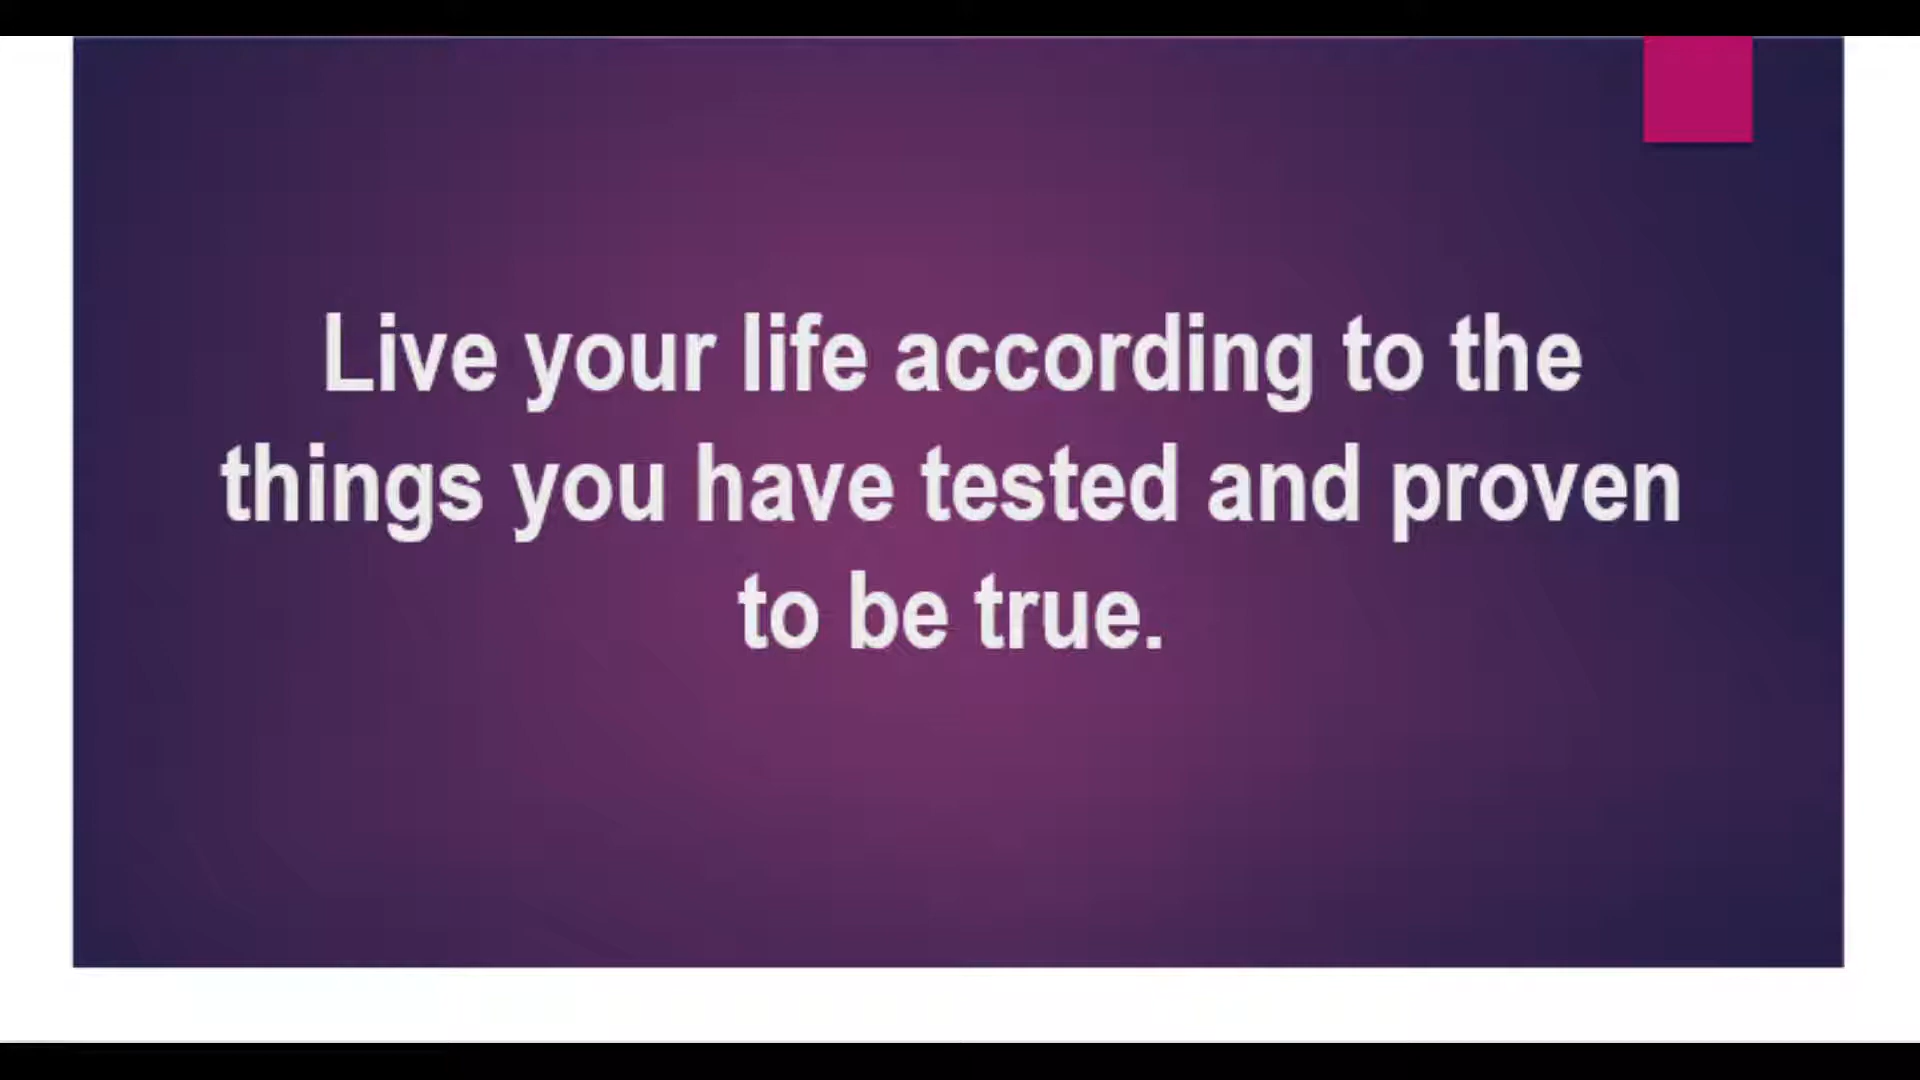 Live your life according to the
things you have tested and proven
to be true.